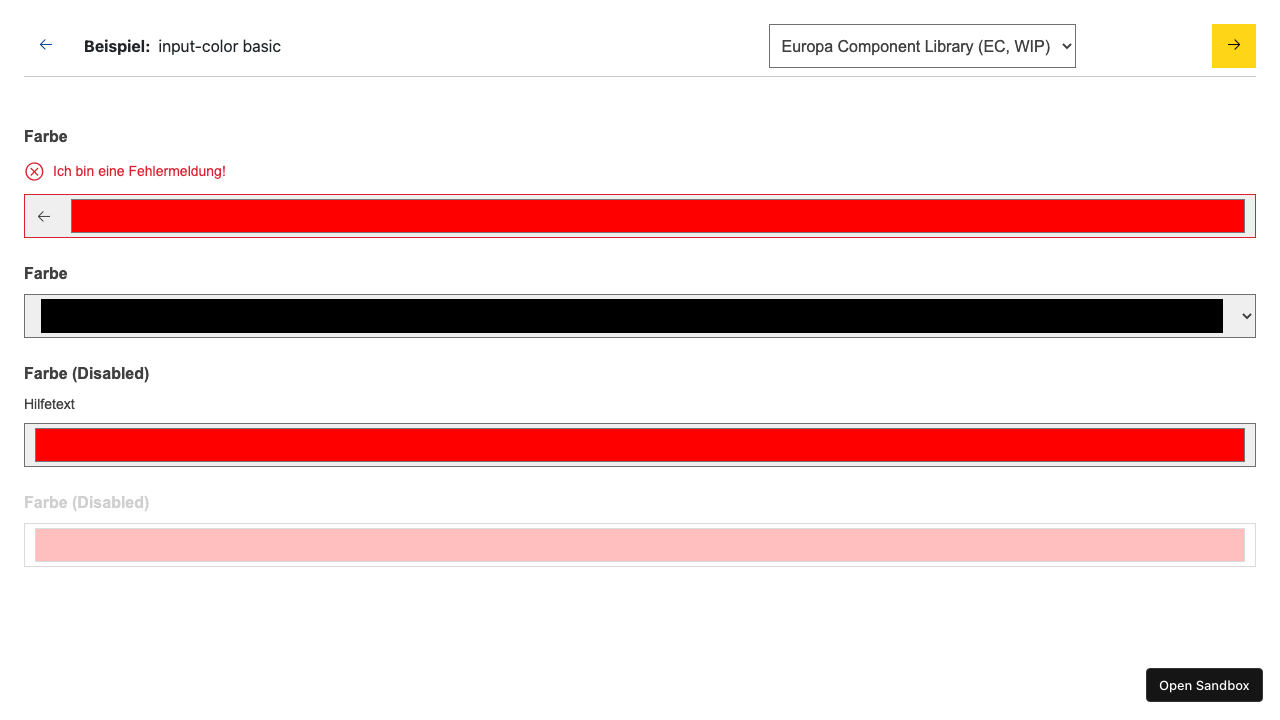 Beispiel: input-color basic
Europa Component Library (EC, WIP)
Farbe
Ich bin eine Fehlermeldung!
Farbe
Farbe (Disabled)
Hilfetext
Farbe (Disabled)
Open Sandbox